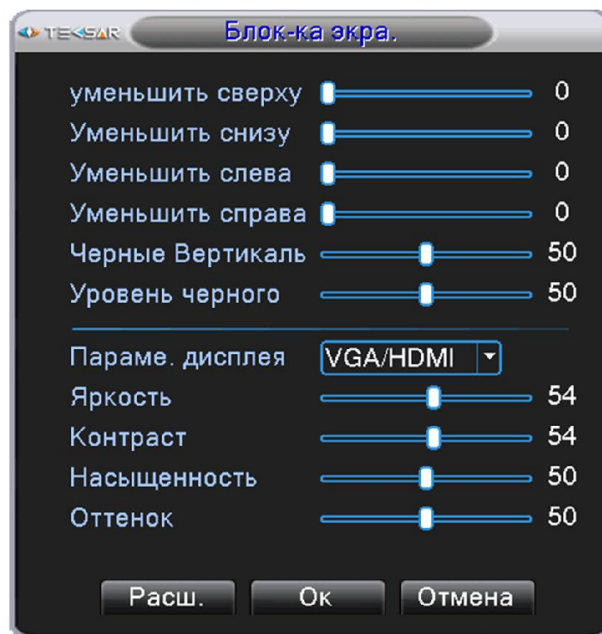 TEKSAR Блок-ка экра.
уменьшить сверху 0
Уменьшить снизу 0
Уменьшить слева 0
Уменьшить справа 0
Черные Вертикаль 50
Уровень черного 50
Параме. дисплея VGA/HDMI
Яркость 54
Контраст 54
Насыщенность 50
Оттенок 50
Расш. Ок Отмена